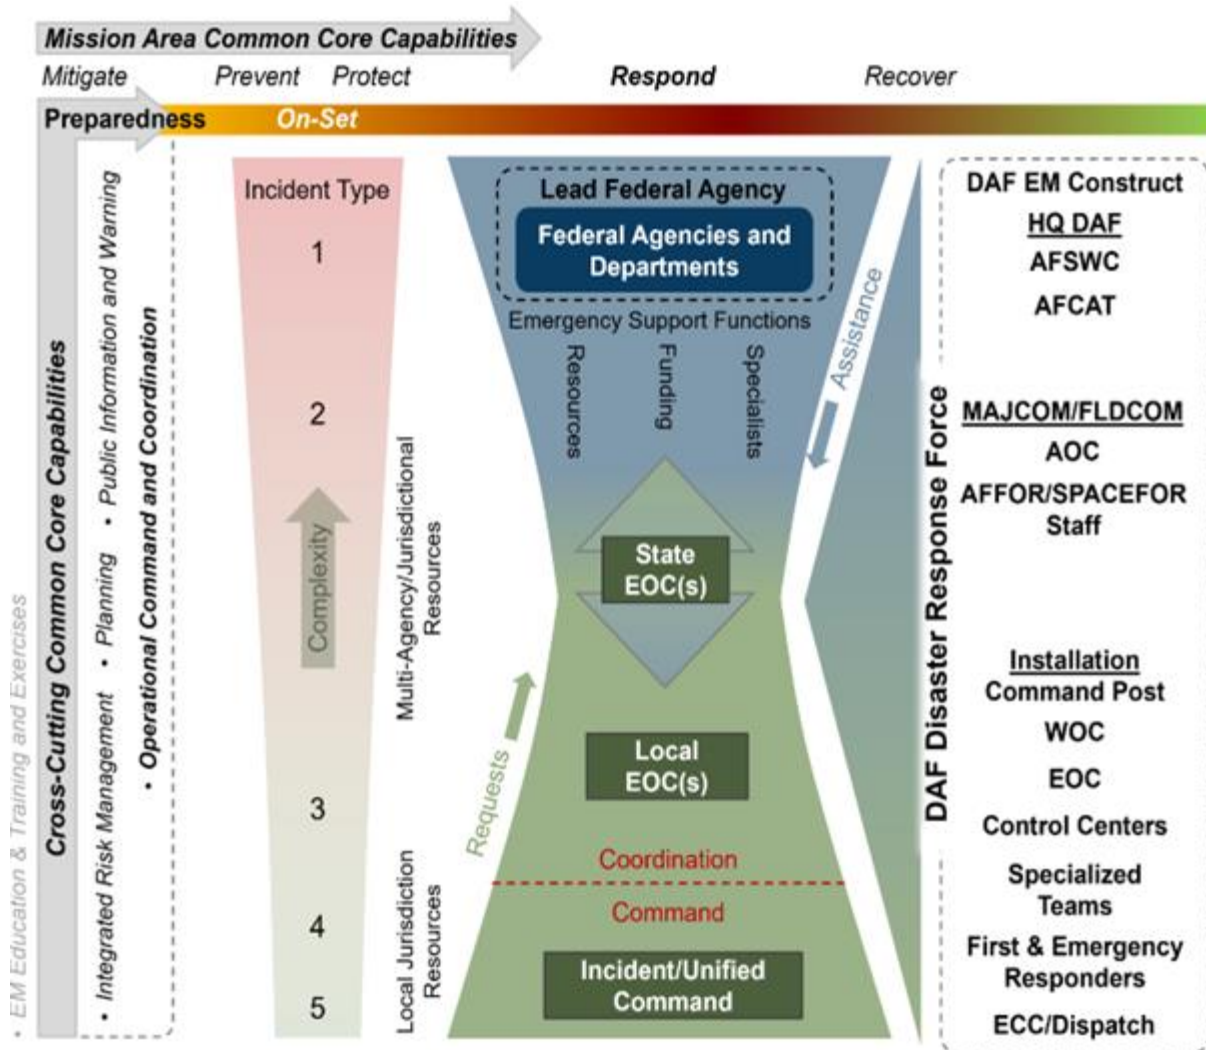 Mission Area Common Core Capabilities
Mitigate
Prevent
Protect
Respond
Recover
Preparedness
On-Set
Cross-Cutting Common Core Capabilities
• EM Education & Training and Exercises
• Integrated Risk Management • Planning • Public Information and Warning
• Operational Command and Coordination
Incident Type
1
2
Complexity
3
4
5
Multi-Agency/Jurisdictional
Resources
Local Jurisdiction
Resources
Lead Federal Agency
Federal Agencies and
Departments
Emergency Support Functions
Resources
Funding
Specialists
Assistance
State
EOC(s)
Requests
Local
EOC(s)
Coordination
Command
Incident/Unified
Command
DAF Disaster Response Force
DAF EM Construct
HQ DAF
AFSWC
AFCAT
MAJCOM/FLDCOM
AOC
AFFOR/SPACEFOR
Staff
Installation
Command Post
WOC
EOC
Control Centers
Specialized
Teams
First & Emergency
Responders
ECC/Dispatch